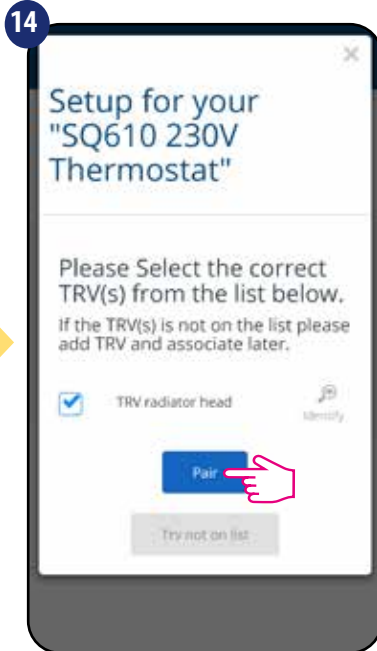 14
×
Setup for your
"SQ610 230V
Thermostat"
Please Select the correct
TRV(s) from the list below.
If the TRV(s) is not on the list please
add TRV and associate later.
TRV radiator head
Identify
Pair
Trv not on list